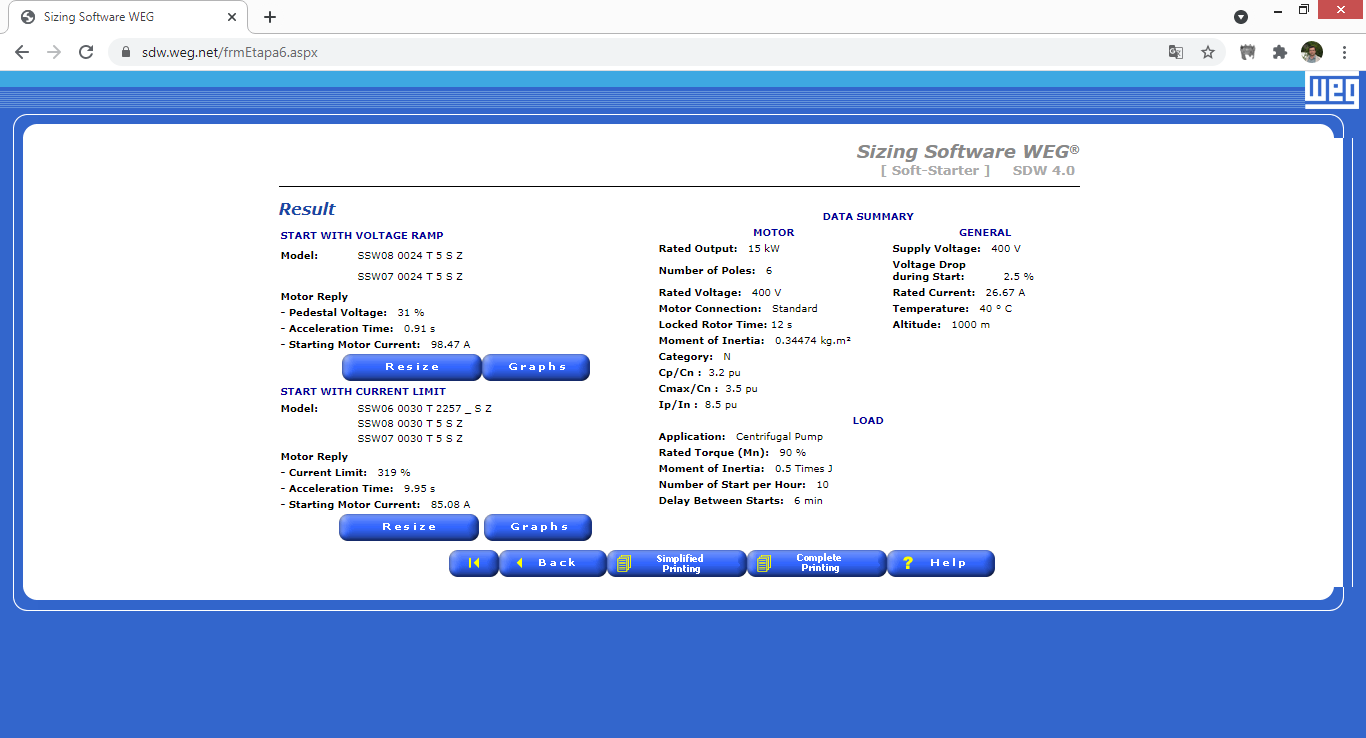 Sizing Software WEG
sdw.weg.net/frmEtapa6.aspx
weg
Sizing Software WEG®
[ Soft-Starter ] SDW 4.0
Result
START WITH VOLTAGE RAMP
Model: SSW08 0024 T 5 S Z
SSW07 0024 T 5 S Z
Motor Reply
- Pedestal Voltage: 31 %
- Acceleration Time: 0.91 s
- Starting Motor Current: 98.47 A
Resize Graphs
START WITH CURRENT LIMIT
Model: SSW06 0030 T 2257 _ S Z
SSW08 0030 T 5 S Z
SSW07 0030 T 5 S Z
Motor Reply
- Current Limit: 319 %
- Acceleration Time: 9.95 s
- Starting Motor Current: 85.08 A
Resize Graphs
DATA SUMMARY
MOTOR
Rated Output: 15 kW
Number of Poles: 6
Rated Voltage: 400 V
Motor Connection: Standard
Locked Rotor Time: 12 s
Moment of Inertia: 0.34474 kg.m²
Category: N
Cp/Cn : 3.2 pu
Cmax/Cn : 3.5 pu
Ip/In : 8.5 pu
GENERAL
Supply Voltage: 400 V
Voltage Drop
during Start: 2.5 %
Rated Current: 26.67 A
Temperature: 40 ° C
Altitude: 1000 m
LOAD
Application: Centrifugal Pump
Rated Torque (Mn): 90 %
Moment of Inertia: 0.5 Times J
Number of Start per Hour: 10
Delay Between Starts: 6 min
Back
Simplified
Printing
Complete
Printing
? Help